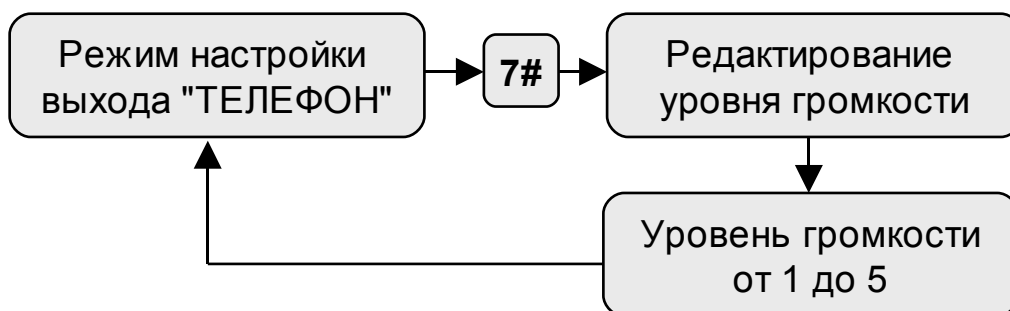 Режим настройки
выхода "ТЕЛЕФОН"
7#
Редактирование
уровня громкости
Уровень громкости
от 1 до 5